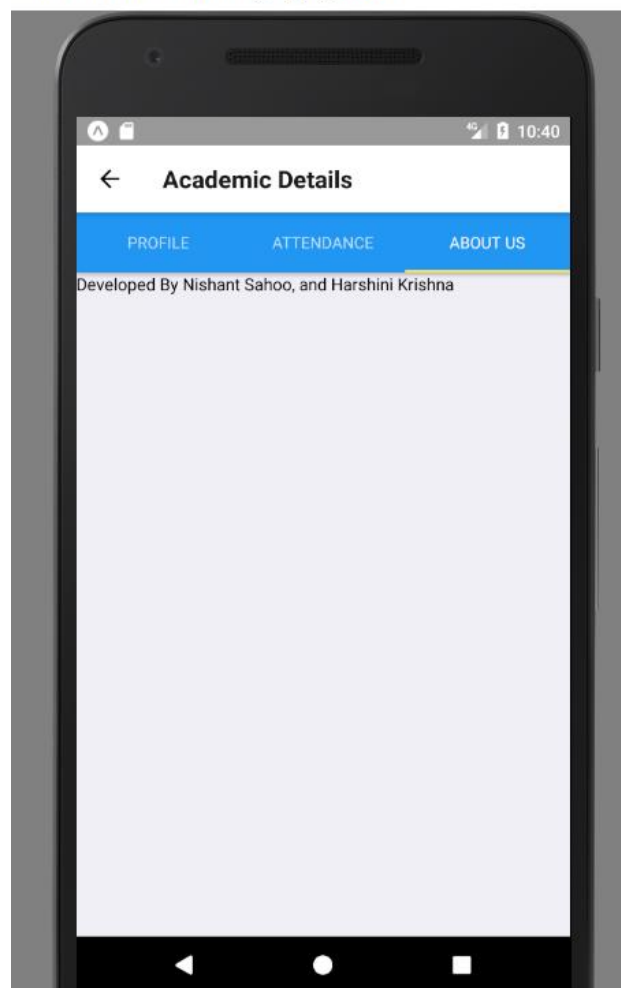 4G 10:40
Academic Details
PROFILE ATTENDANCE ABOUT US
Developed By Nishant Sahoo, and Harshini Krishna